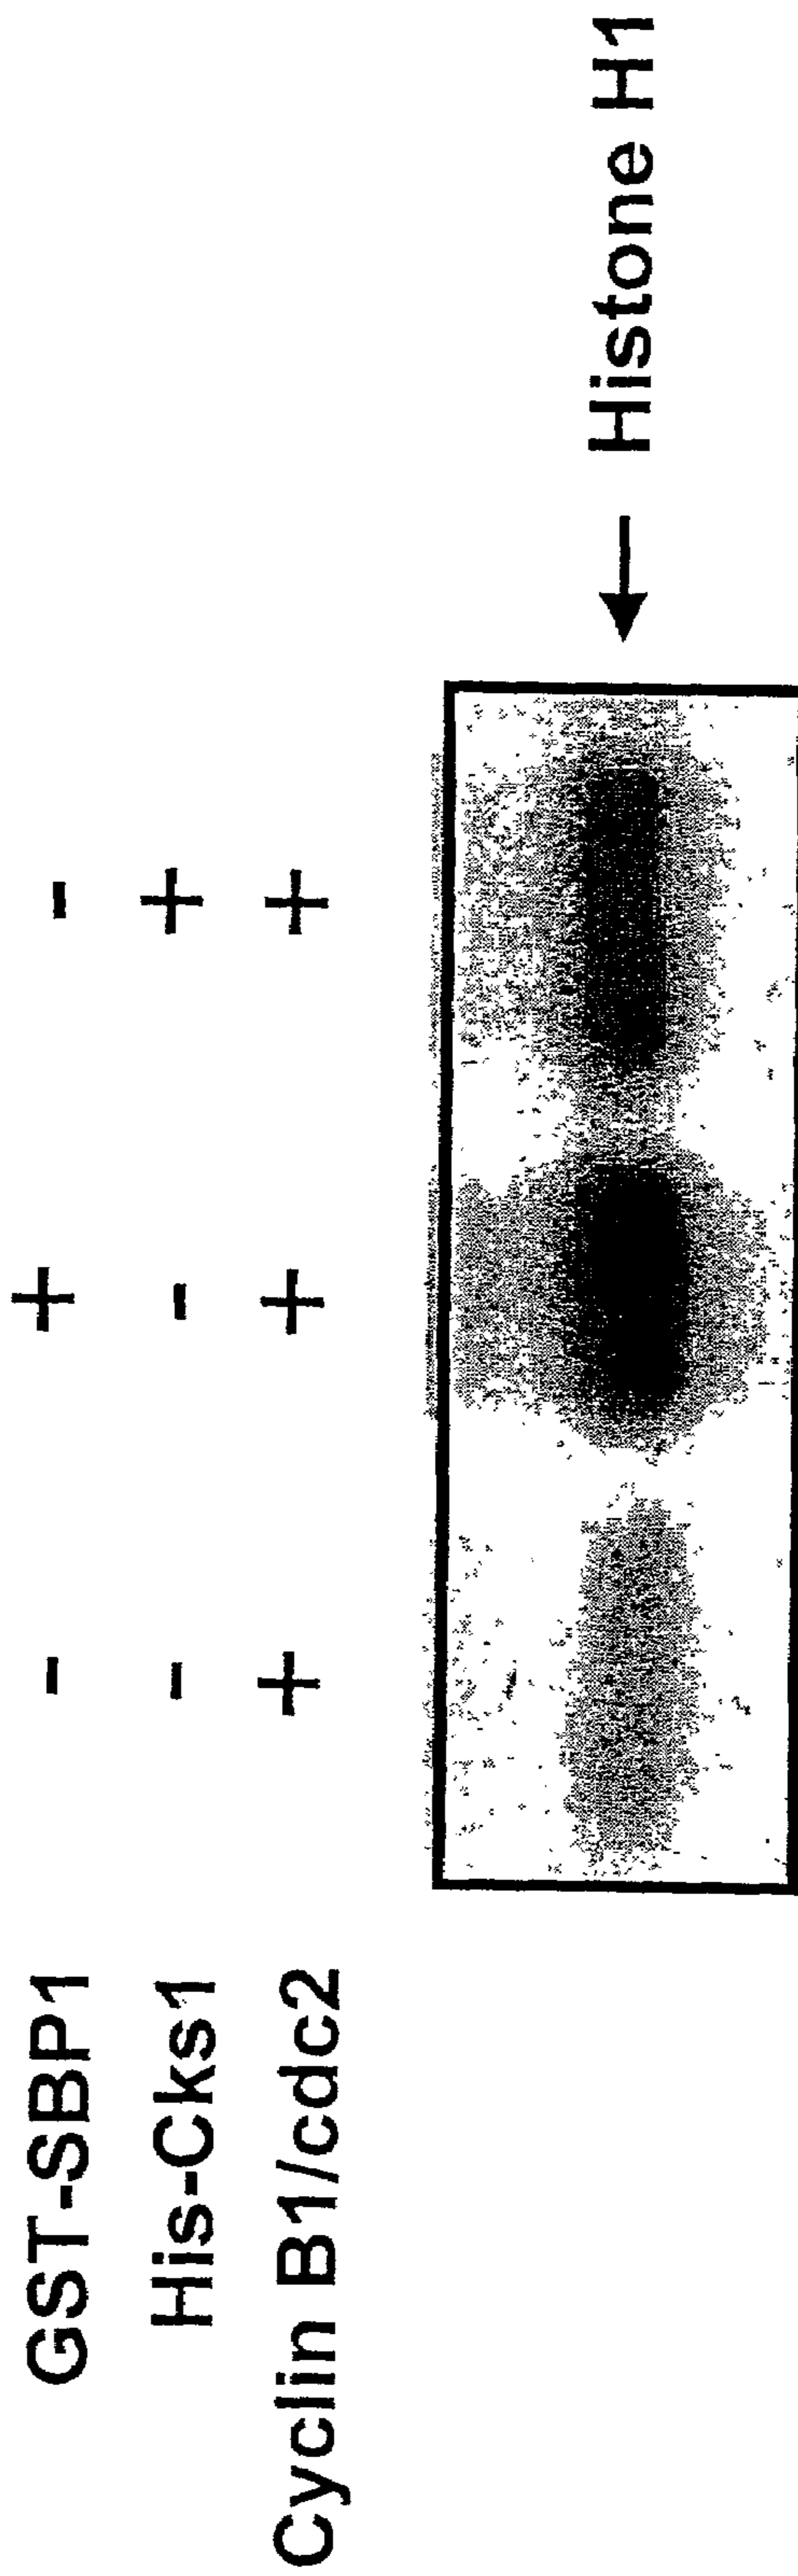 GST-SBP1 - + -
His-Cks1 - - +
Cyclin B1/cdc2 + + +
Histone H1